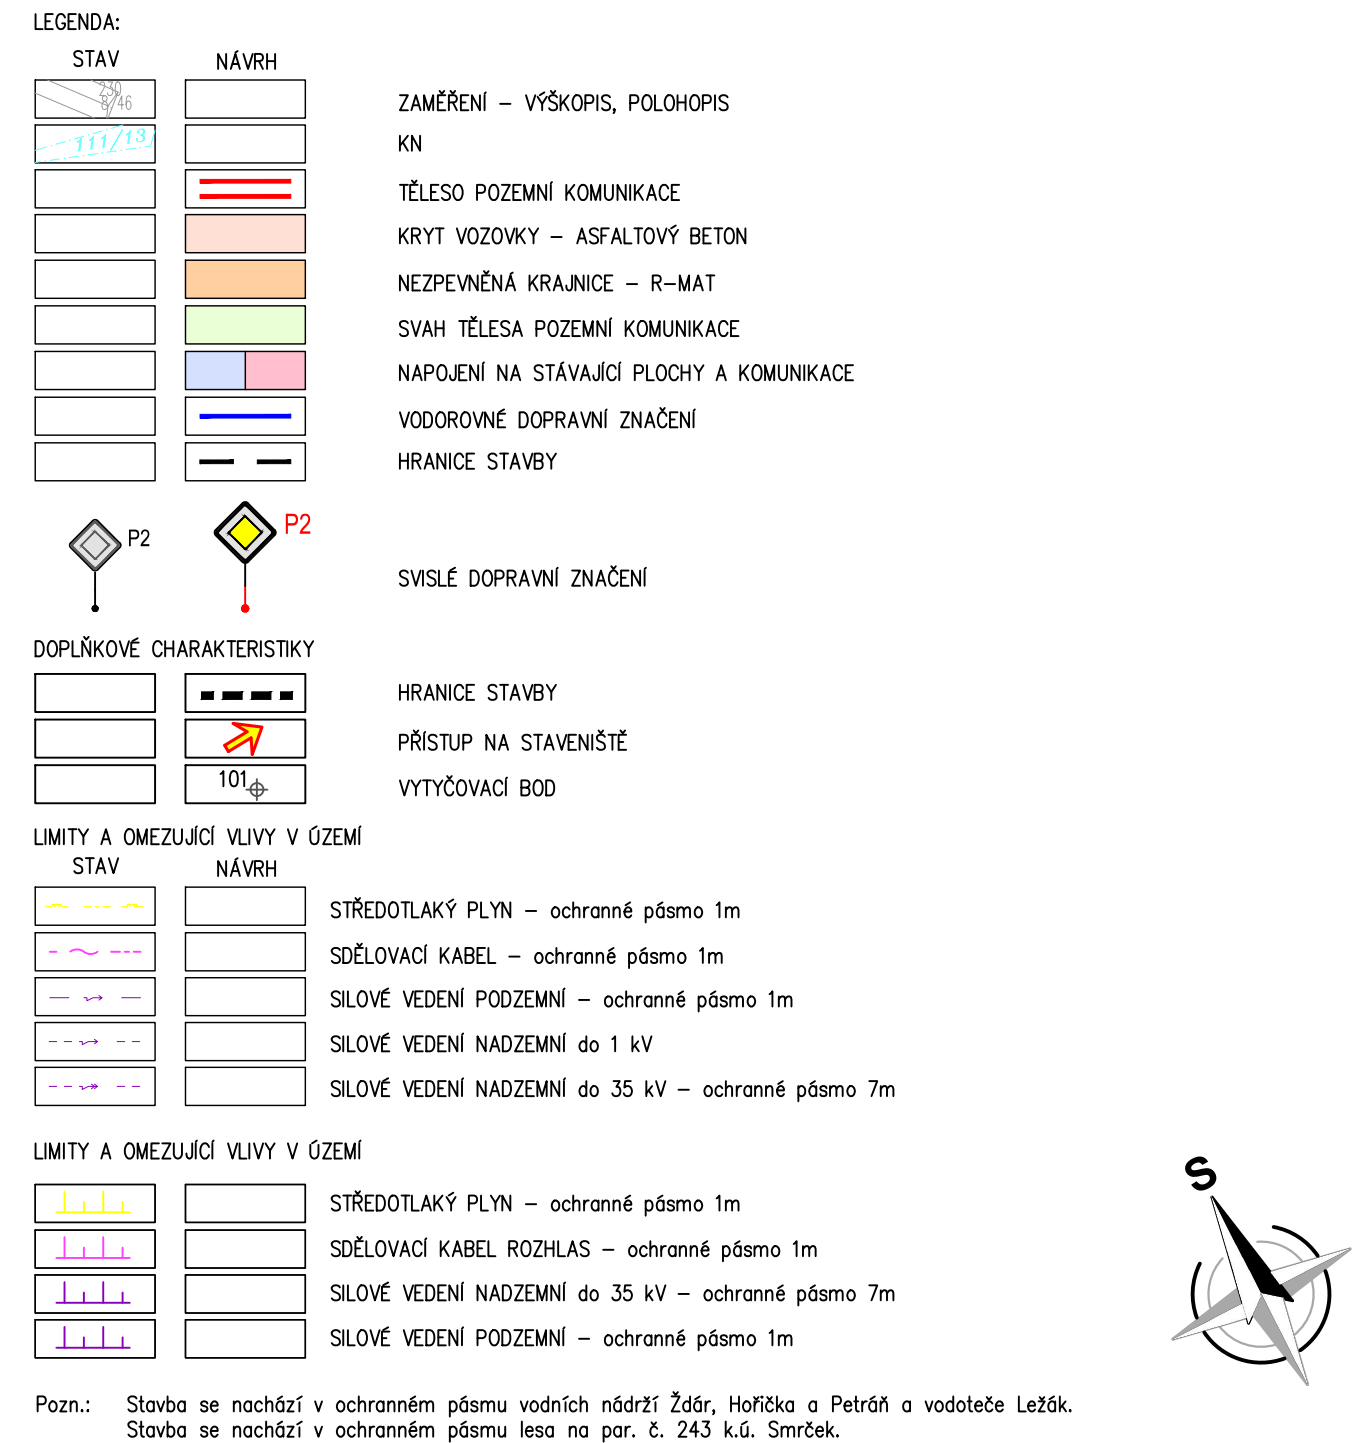 LEGENDA:
STAV NÁVRH
230
8/46 ZAMĚŘENÍ – VÝŠKOPIS, POLOHOPIS
111/13 KN
TĚLESO POZEMNÍ KOMUNIKACE
KRYT VOZOVKY – ASFALTOVÝ BETON
NEZPEVNĚNÁ KRAJNICE – R–MAT
SVAH TĚLESA POZEMNÍ KOMUNIKACE
NAPOJENÍ NA STÁVAJÍCÍ PLOCHY A KOMUNIKACE
VODOROVNÉ DOPRAVNÍ ZNAČENÍ
HRANICE STAVBY
P2 P2
SVISLÉ DOPRAVNÍ ZNAČENÍ
DOPLŇKOVÉ CHARAKTERISTIKY
HRANICE STAVBY
PŘÍSTUP NA STAVENIŠTĚ
101 VYTYČOVACÍ BOD
LIMITY A OMEZUJÍCÍ VLIVY V ÚZEMÍ
STAV NÁVRH
STŘEDOTLAKÝ PLYN – ochranné pásmo 1m
SDĚLOVACÍ KABEL – ochranné pásmo 1m
SILOVÉ VEDENÍ PODZEMNÍ – ochranné pásmo 1m
SILOVÉ VEDENÍ NADZEMNÍ do 1 kV
SILOVÉ VEDENÍ NADZEMNÍ do 35 kV – ochranné pásmo 7m
LIMITY A OMEZUJÍCÍ VLIVY V ÚZEMÍ
STŘEDOTLAKÝ PLYN – ochranné pásmo 1m
SDĚLOVACÍ KABEL ROZHLAS – ochranné pásmo 1m
SILOVÉ VEDENÍ NADZEMNÍ do 35 kV – ochranné pásmo 7m
SILOVÉ VEDENÍ PODZEMNÍ – ochranné pásmo 1m
S
Pozn.: Stavba se nachází v ochranném pásmu vodních nádrží Ždár, Hořička a Petráň a vodoteče Ležák.
Stavba se nachází v ochranném pásmu lesa na par. č. 243 k.ú. Smrček.